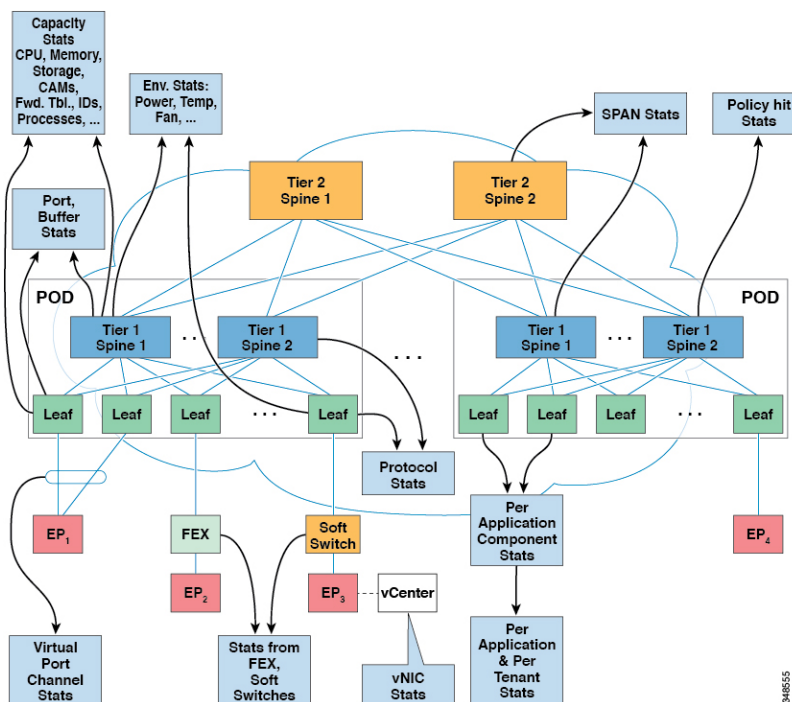 Capacity
Stats
CPU, Memory,
Storage,
CAMs,
Fwd. Tbl., IDs,
Processes, ...
Env. Stats:
Power, Temp,
Fan, ...
SPAN Stats
Policy hit
Stats
Tier 2
Spine 1
Tier 2
Spine 2
Port,
Buffer
Stats
POD
POD
Tier 1
Spine 1
...
Tier 1
Spine 2
...
Tier 1
Spine 1
...
Tier 1
Spine 2
Leaf
Leaf
Leaf
...
Leaf
Leaf
Leaf
Leaf
...
Leaf
Protocol
Stats
EP1
FEX
Soft
Switch
Per
Application
Component
Stats
EP4
EP2
EP3
vCenter
Virtual
Port
Channel
Stats
Stats from
FEX,
Soft
Switches
vNIC
Stats
Per
Application
& Per
Tenant
Stats
348555